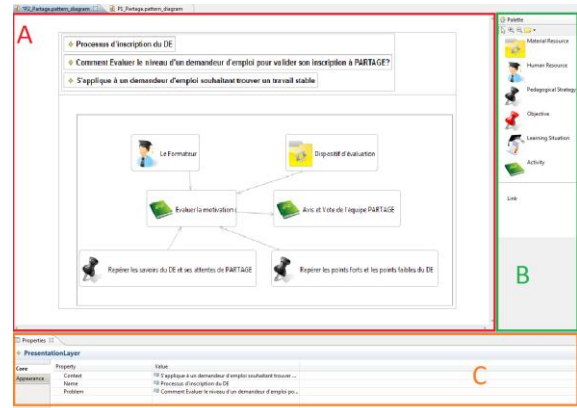 *P2_Partage.pattern_diagram
P1_Partage.pattern_diagram
A
Processus d'inscription du DE
Comment Evaluer le niveau d'un demandeur d'emploi pour valider son inscription à PARTAGE?
S'applique à un demandeur d'emploi souhaitant trouver un travail stable
Le Formateur
Dispositif d'évaluation
Evaluer la motivation
Avis et Vote de l'équipe PARTAGE
Repérer les savoirs du DE et ses attentes de PARTAGE
Repérer les points forts et les points faibles du DE
Palette
Material Resource
Human Resource
Pedagogical Strategy
Objective
Learning Situation
Activity
Link
B
Properties
PresentationLayer
Core
Appearance
Property Value
Context S'applique à un demandeur d'emploi souhaitant trouver ...
Name Processus d'inscription du DE
Problem Comment Evaluer le niveau d'un demandeur d'emploi po...
C